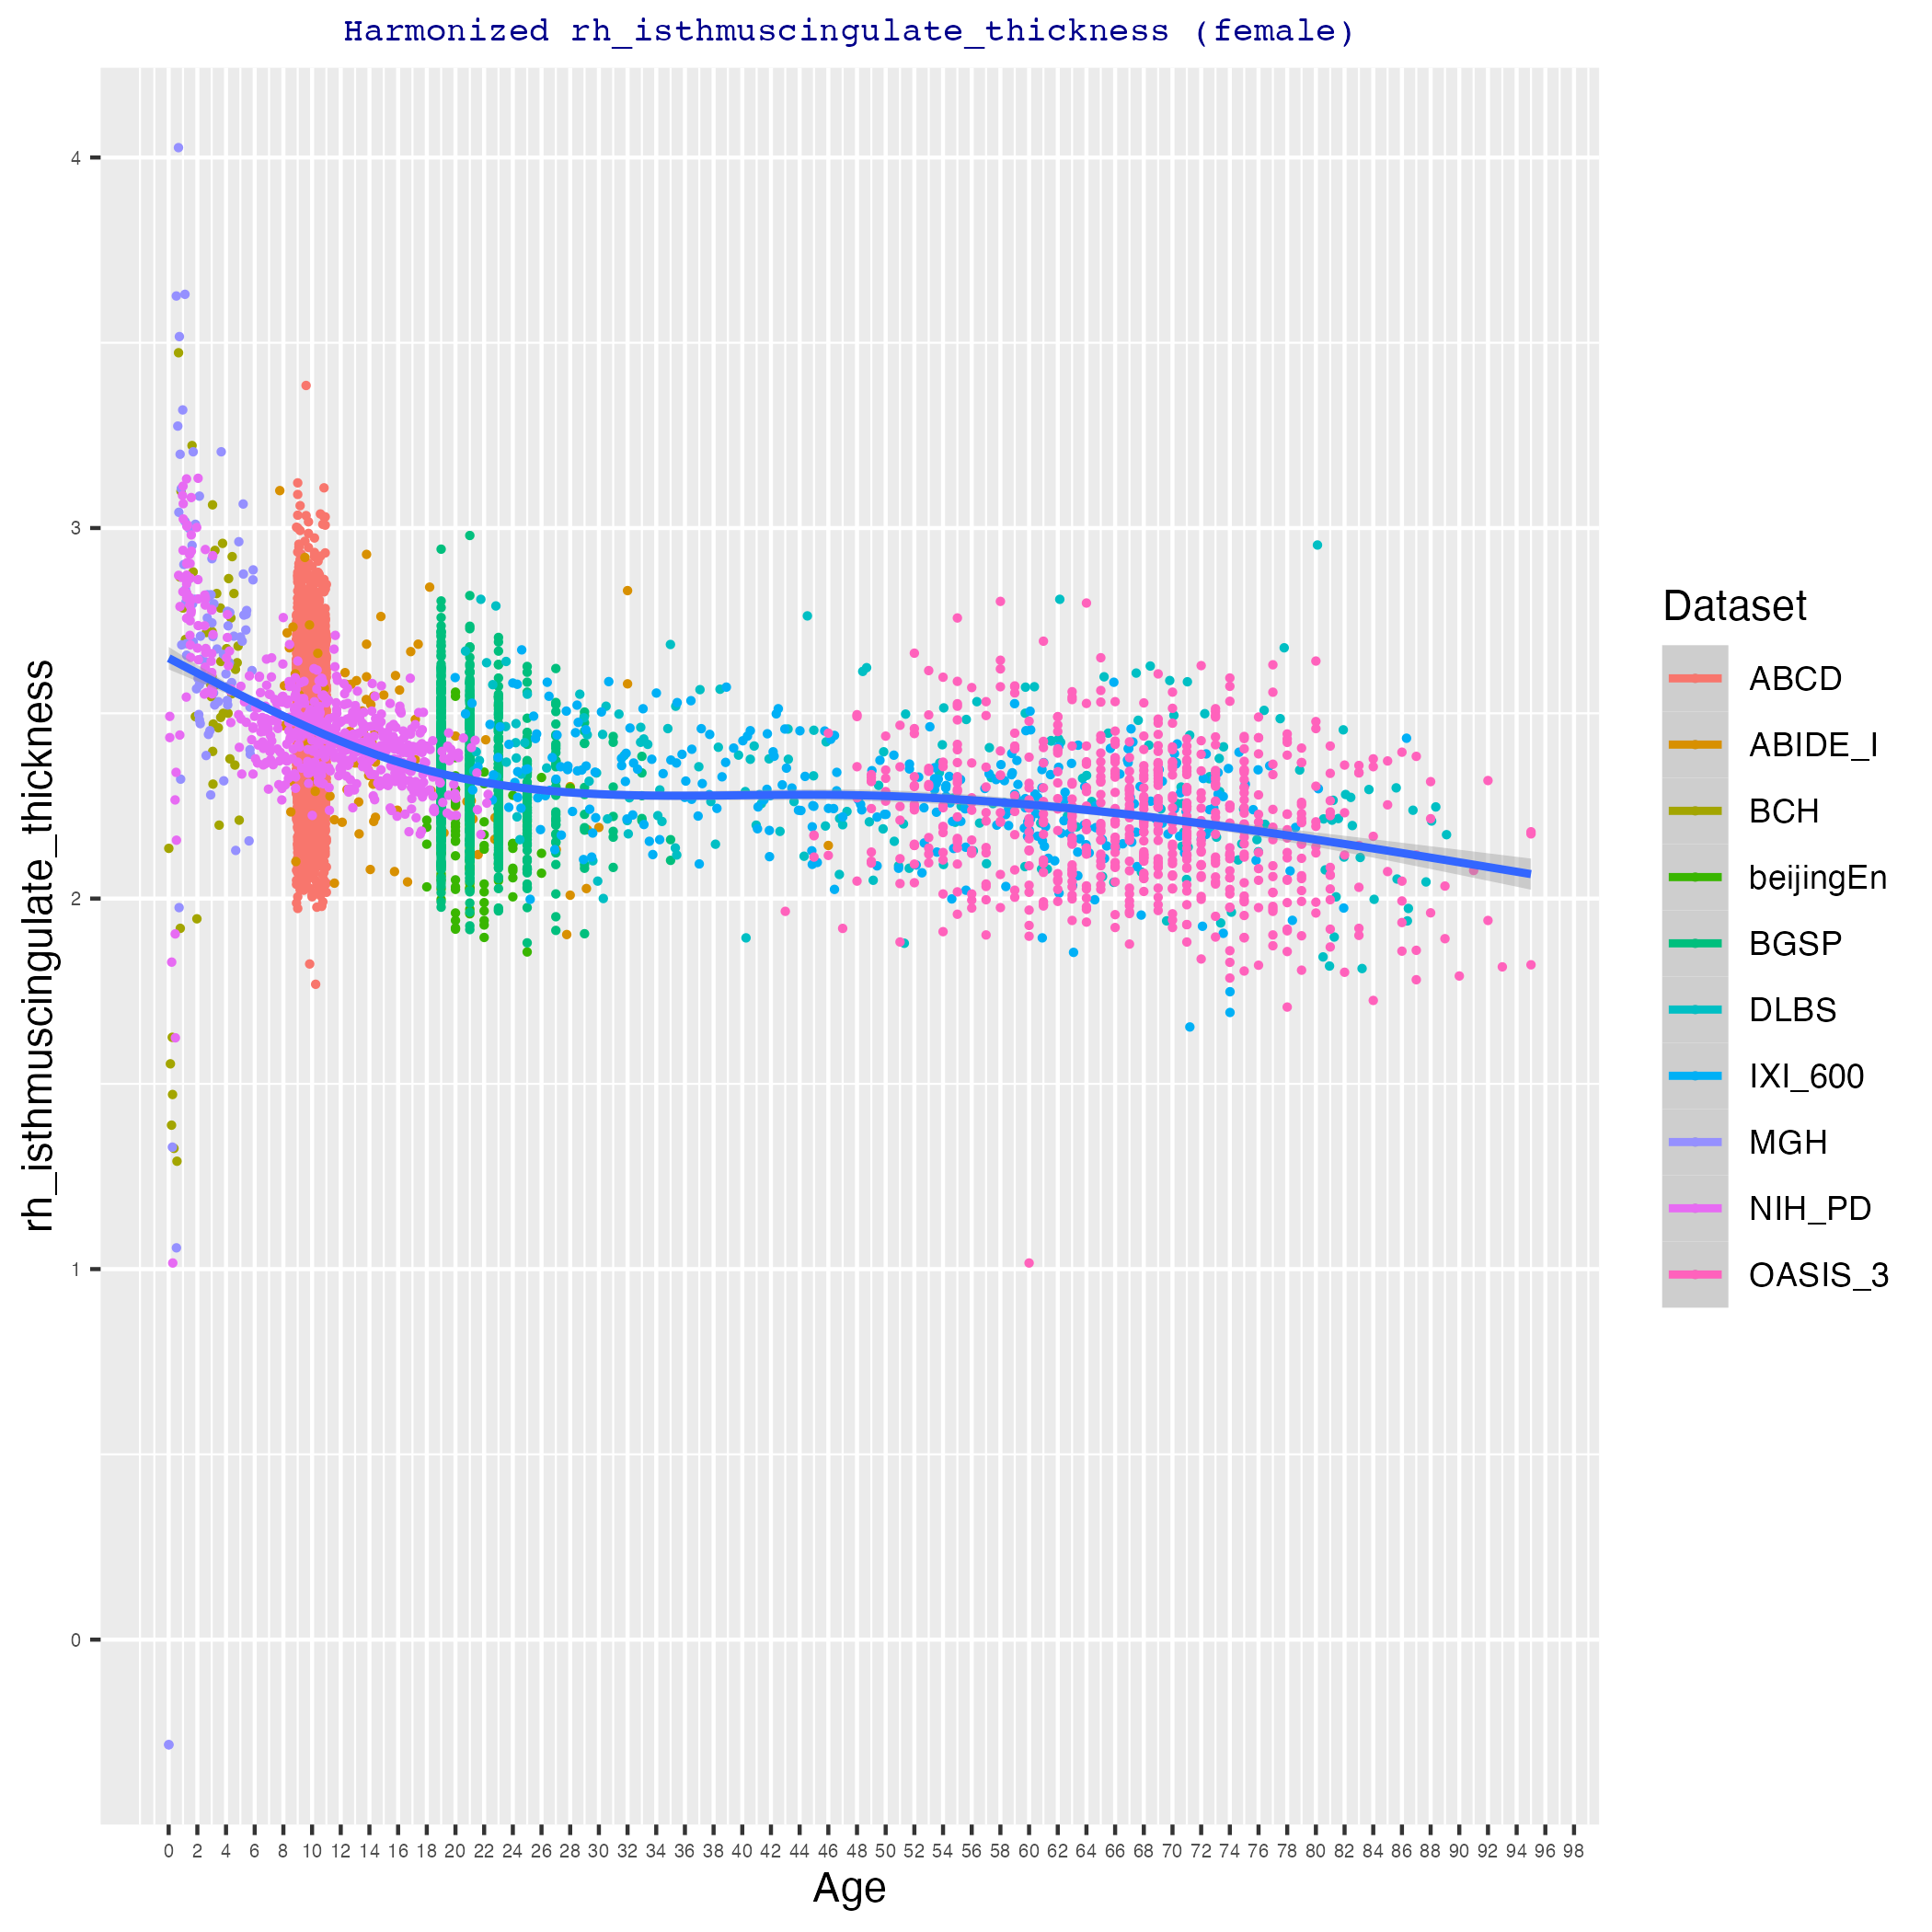 Harmonized rh_isthmuscingulate_thickness (female)
rh_isthmuscingulate_thickness
4
3
2
1
0
0 2 4 6 8 10 12 14 16 18 20 22 24 26 28 30 32 34 36 38 40 42 44 46 48 50 52 54 56 58 60 62 64 66 68 70 72 74 76 78 80 82 84 86 88 90 92 94 96 98
Age
Dataset
ABCD
ABIDE_I
BCH
beijingEn
BGSP
DLBS
IXI_600
MGH
NIH_PD
OASIS_3